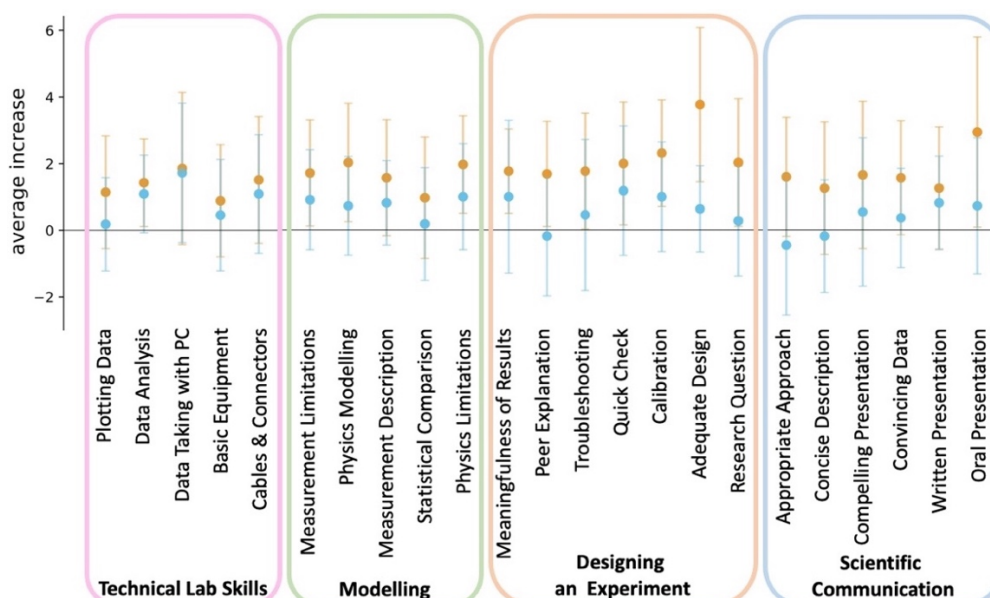 6
4
2
0
−2
average increase
Plotting Data
Data Analysis
Data Taking with PC
Basic Equipment
Cables & Connectors
Measurement Limitations
Physics Modelling
Measurement Description
Statistical Comparison
Physics Limitations
Meaningfulness of Results
Peer Explanation
Troubleshooting
Quick Check
Calibration
Adequate Design
Research Question
Appropriate Approach
Concise Description
Compelling Presentation
Convincing Data
Written Presentation
Oral Presentation
Technical Lab Skills
Modelling
Designing
an Experiment
Scientific
Communication